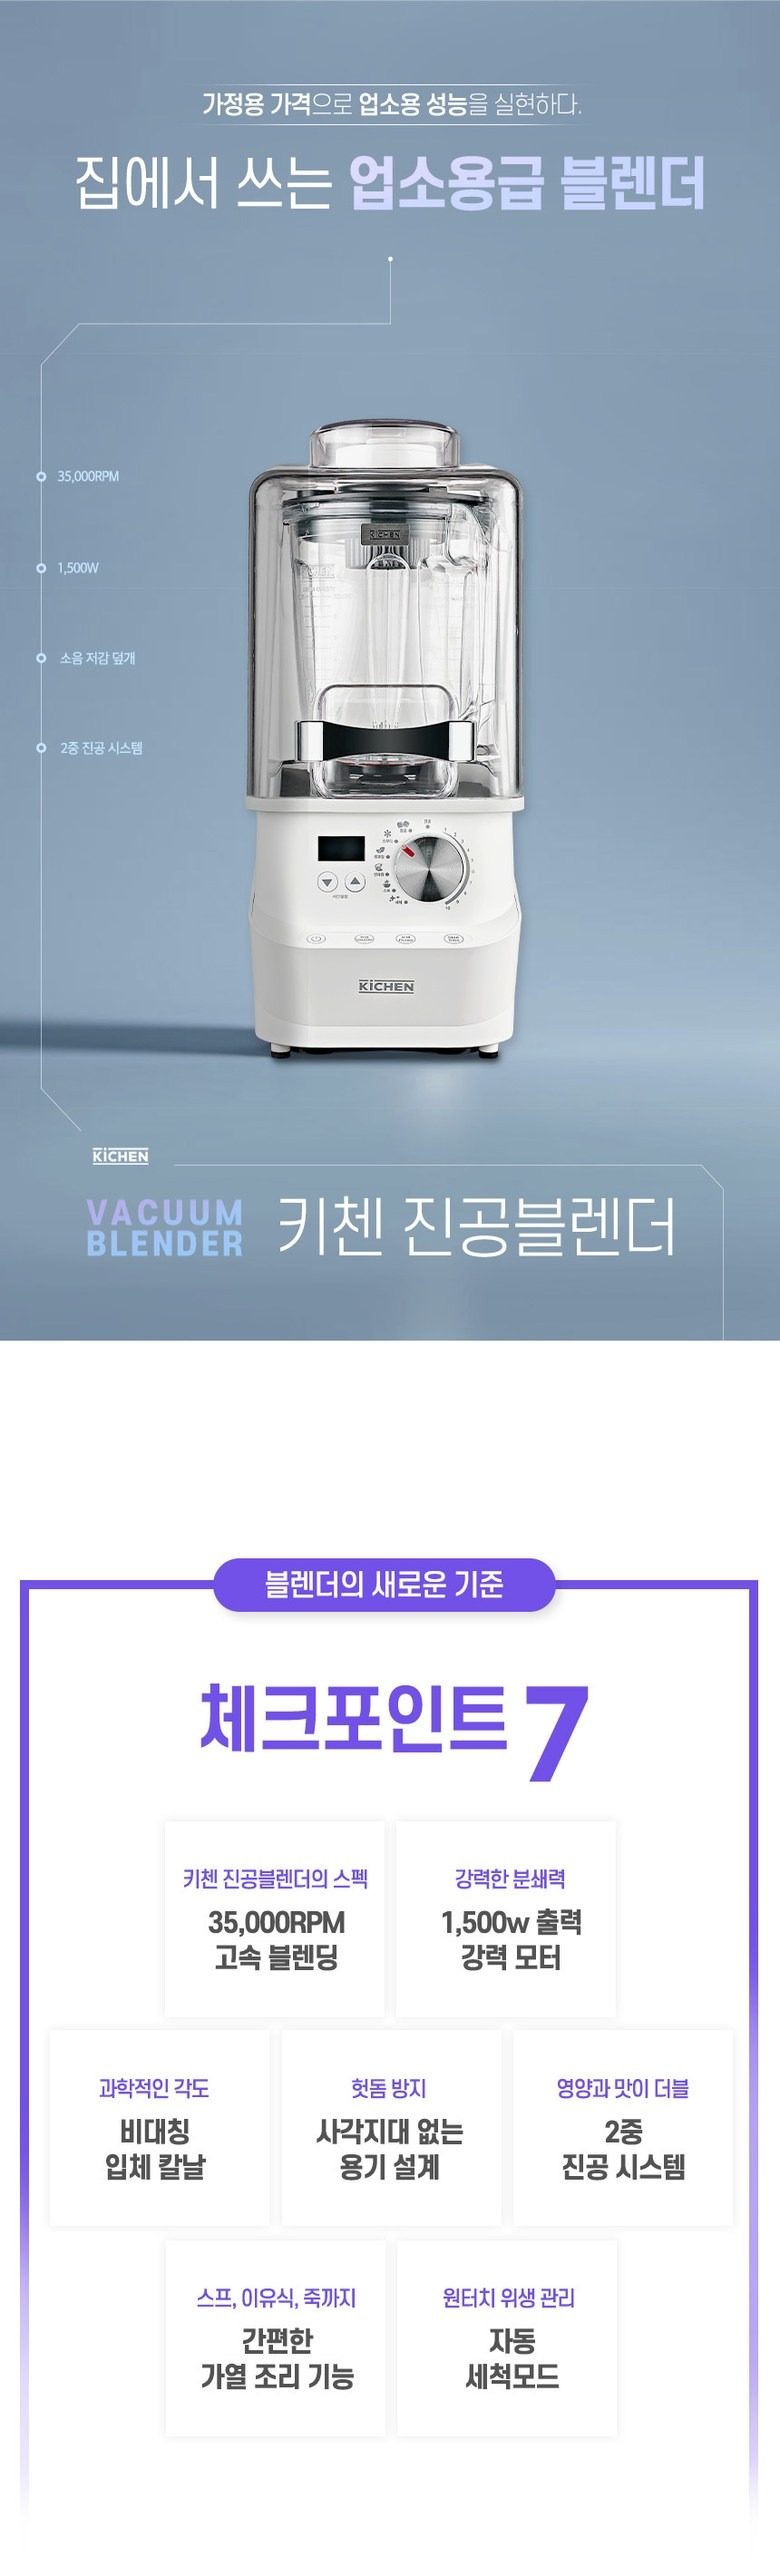 가정용 가격으로 업소용 성능을 실현하다.
집에서 쓰는 업소용급 블렌더
35,000RPM
1,500W
소음 저감 덮개
2중 진공 시스템
KiCHEN
KiCHEN
KiCHEN
VACUUM
BLENDER
키첸 진공블렌더
블렌더의 새로운 기준
체크포인트 7
키첸 진공블렌더의 스펙
35,000RPM
고속 블렌딩
강력한 분쇄력
1,500w 출력
강력 모터
과학적인 각도
비대칭
입체 칼날
헛돔 방지
사각지대 없는
용기 설계
영양과 맛이 더블
2중
진공 시스템
스프, 이유식, 죽까지
간편한
가열 조리 기능
원터치 위생 관리
자동
세척모드